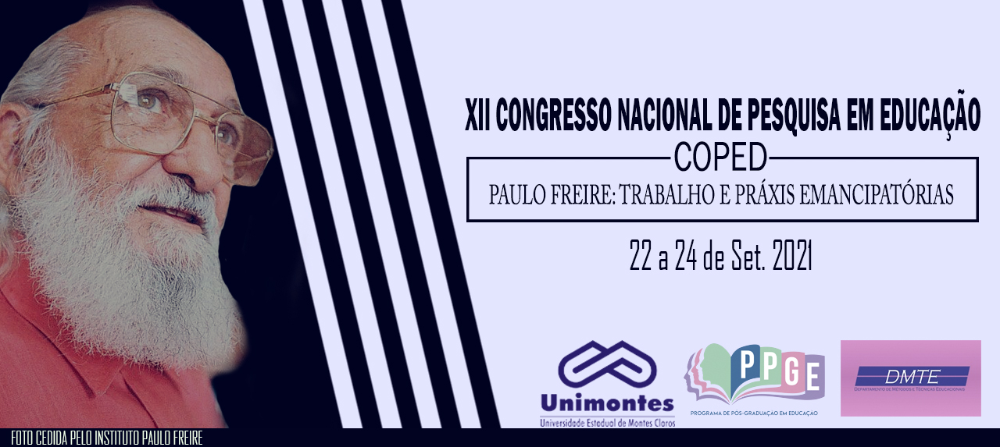 XII CONGRESSO NACIONAL DE PESQUISA EM EDUCAÇÃO
COPED
PAULO FREIRE: TRABALHO E PRÁXIS EMANCIPATÓRIAS
22 a 24 de Set. 2021
Unimontes
Universidade Estadual de Montes Claros
PPGE
PROGRAMA DE PÓS-GRADUAÇÃO EM EDUCAÇÃO
DMTE
DEPARTAMENTO DE MÉTODOS E TÉCNICAS EDUCACIONAIS
FOTO CEDIDA PELO INSTITUTO PAULO FREIRE